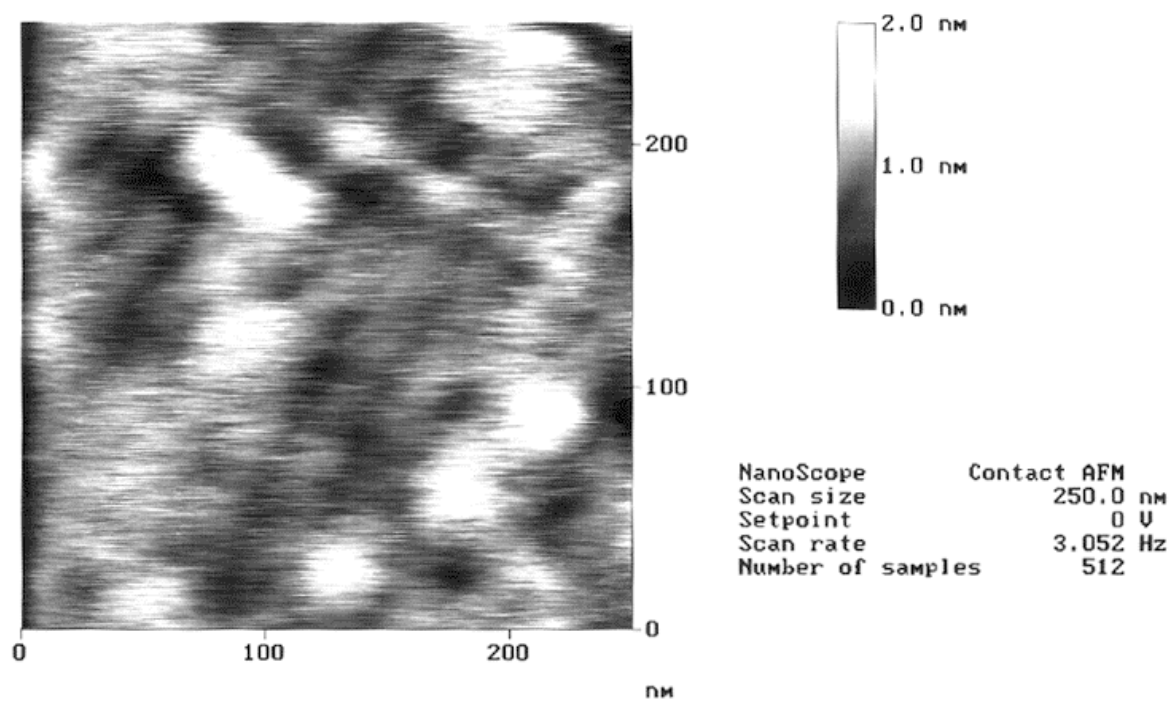 2.0 nm
200
1.0 nm
0.0 nm
100
NanoScope Contact AFM
Scan size 250.0 nm
Setpoint 0 V
Scan rate 3.052 Hz
Number of samples 512
0
0 100 200
nm